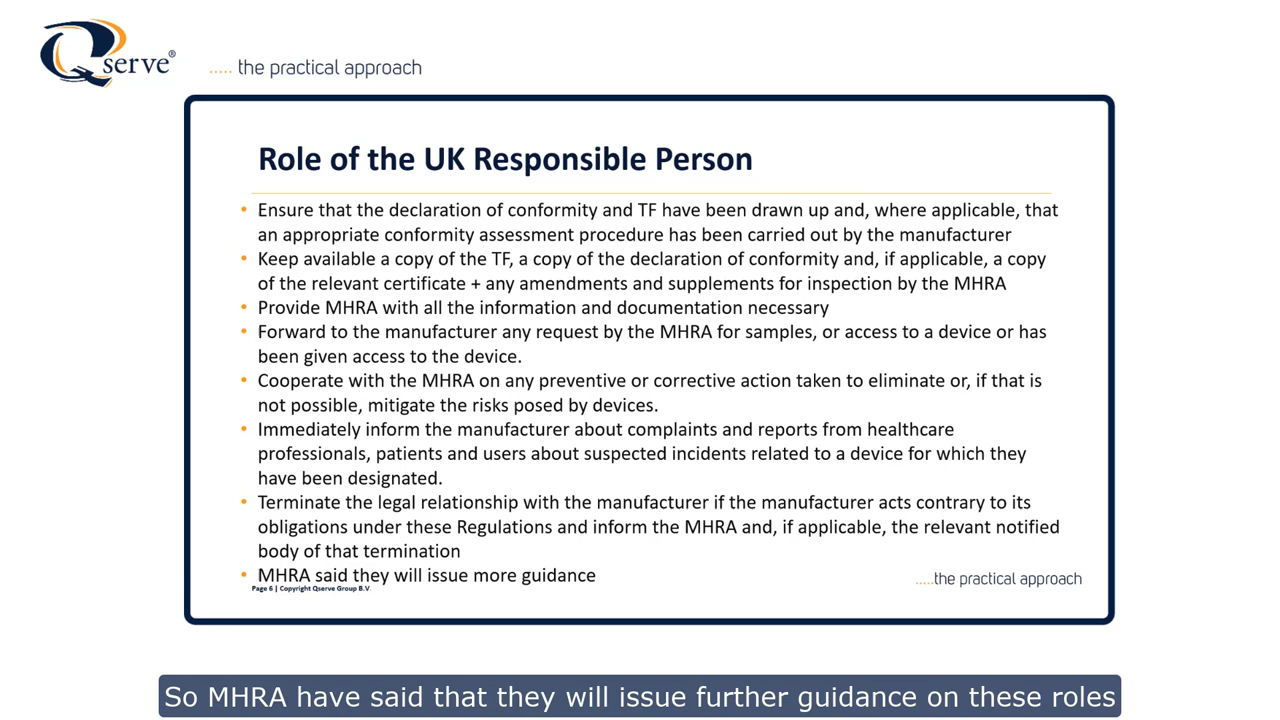 Qserve®
..... the practical approach
Role of the UK Responsible Person
• Ensure that the declaration of conformity and TF have been drawn up and, where applicable, that
an appropriate conformity assessment procedure has been carried out by the manufacturer
• Keep available a copy of the TF, a copy of the declaration of conformity and, if applicable, a copy
of the relevant certificate + any amendments and supplements for inspection by the MHRA
• Provide MHRA with all the information and documentation necessary
• Forward to the manufacturer any request by the MHRA for samples, or access to a device or has
been given access to the device.
• Cooperate with the MHRA on any preventive or corrective action taken to eliminate or, if that is
not possible, mitigate the risks posed by devices.
• Immediately inform the manufacturer about complaints and reports from healthcare
professionals, patients and users about suspected incidents related to a device for which they
have been designated.
• Terminate the legal relationship with the manufacturer if the manufacturer acts contrary to its
obligations under these Regulations and inform the MHRA and, if applicable, the relevant notified
body of that termination
• MHRA said they will issue more guidance
Page 6 | Copyright Qserve Group B.V.
.....the practical approach
So MHRA have said that they will issue further guidance on these roles